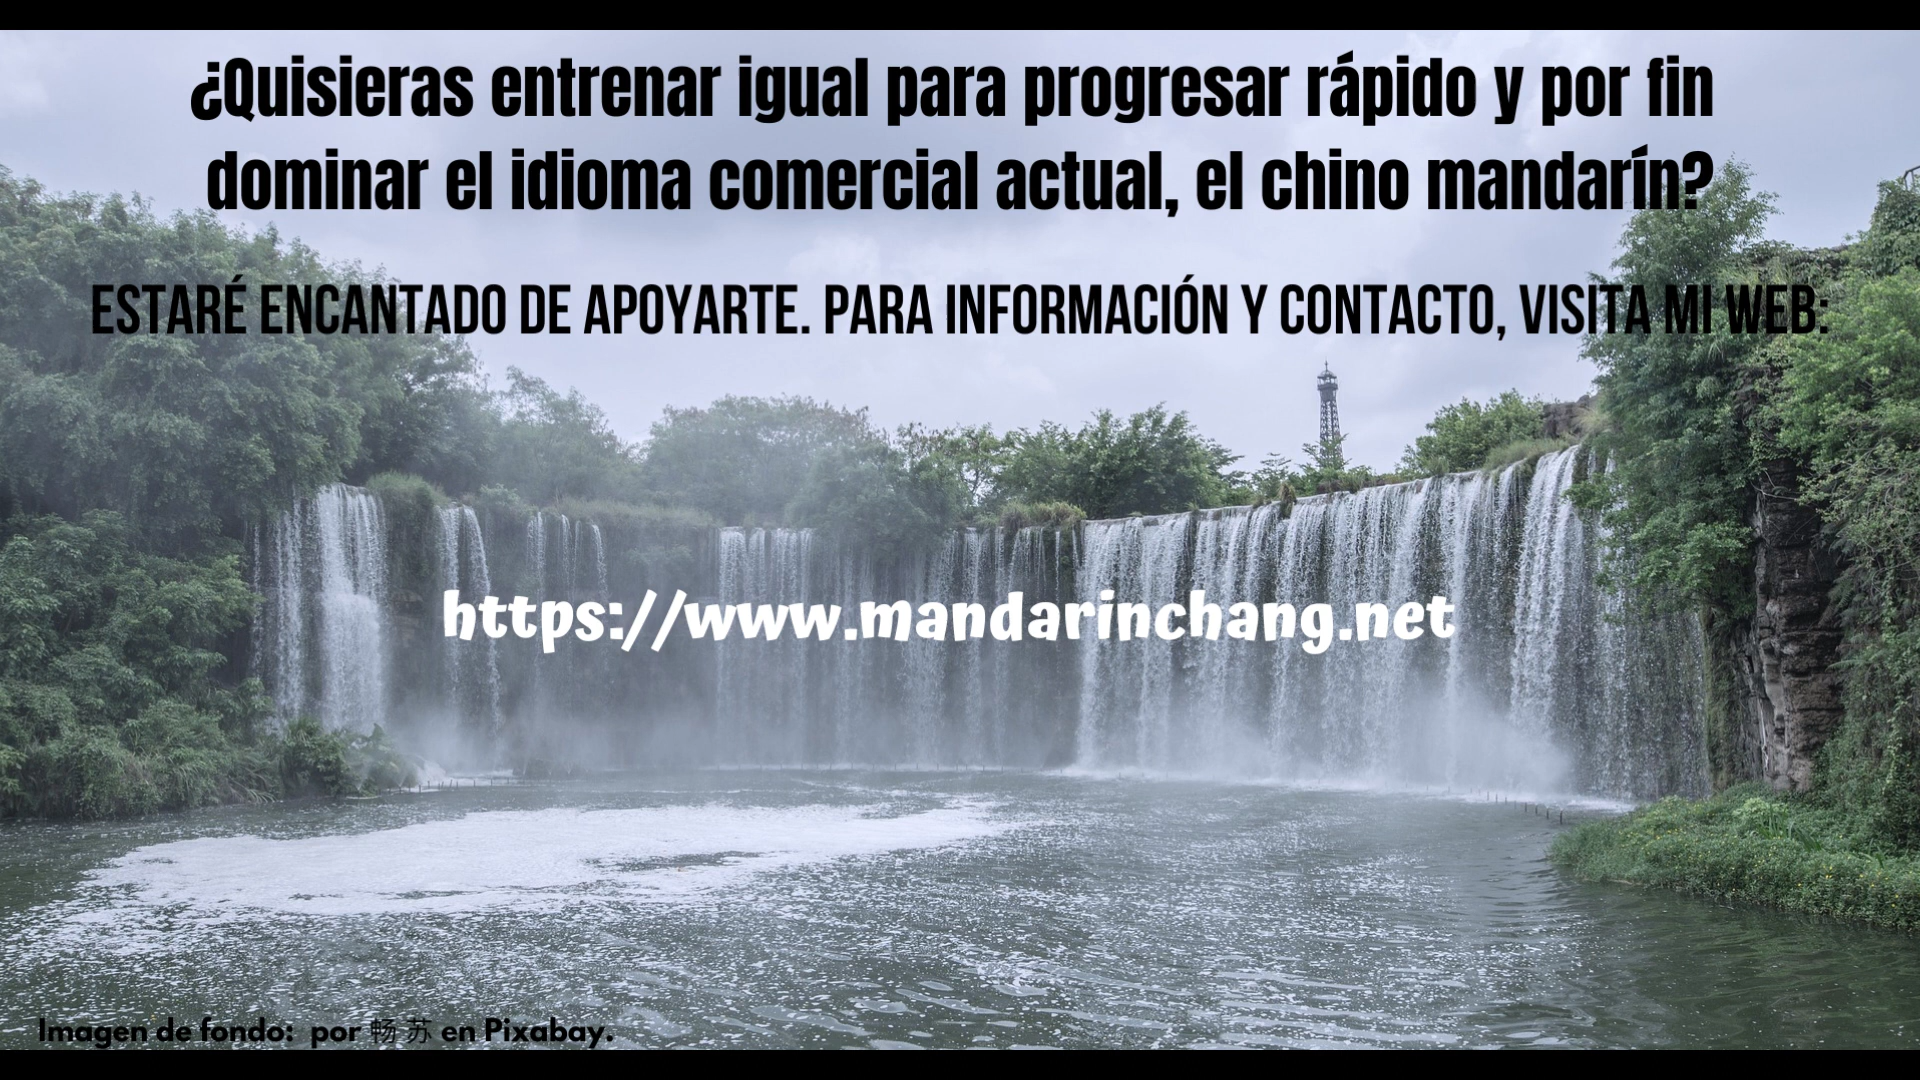 ¿Quisieras entrenar igual para progresar rápido y por fin
dominar el idioma comercial actual, el chino mandarín?
ESTARÉ ENCANTADO DE APOYARTE. PARA INFORMACIÓN Y CONTACTO, VISITA MI WEB:
https://www.mandarinchang.net
Imagen de fondo: por 畅 苏 en Pixabay.